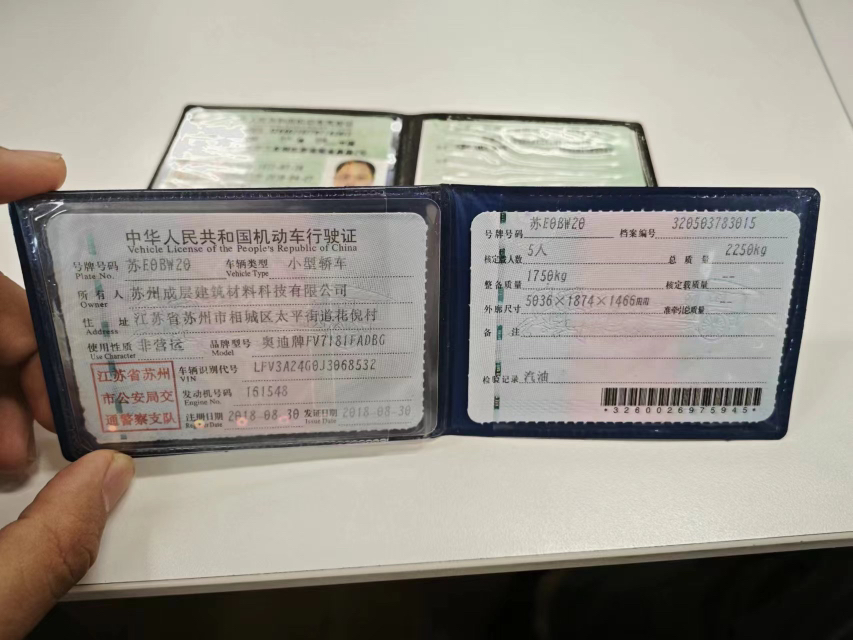 中华人民共和国机动车行驶证
Vehicle License of the People's Republic of China
号牌号码 苏E0BW20 车辆类型 小型轿车
Plate No. Vehicle Type
所有人 苏州成层建筑材料科技有限公司
Owner
住址 江苏省苏州市相城区太平街道花倪村
Address
使用性质 非营运 品牌型号 奥迪牌FV7181FADBG
Use Character Model
江苏省苏州
市公安局交
通警察支队
车辆识别代号 LFV3A24G0J3068532
VIN
发动机号码 161548
Engine No.
注册日期 2018-08-30 发证日期 2018-08-30
Register Date Issue Date
号牌号码 苏E0BW20 档案编号 320503783015
核定载人数 5人 总质量 2250kg
整备质量 1750kg 核定载质量 --
外廓尺寸 5036×1874×1466mm 准牵引总质量 --
备注
检验记录 汽油
*3260026975945*